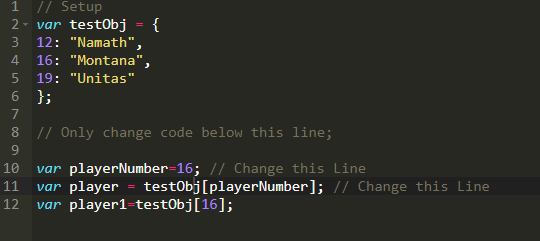 1 // Setup
2 var testObj = {
3 12: "Namath",
4 16: "Montana",
5 19: "Unitas"
6 };
7
8 // Only change code below this line;
9
10 var playerNumber=16; // Change this Line
11 var player = testObj[playerNumber]; // Change this Line
12 var player1=testObj[16];